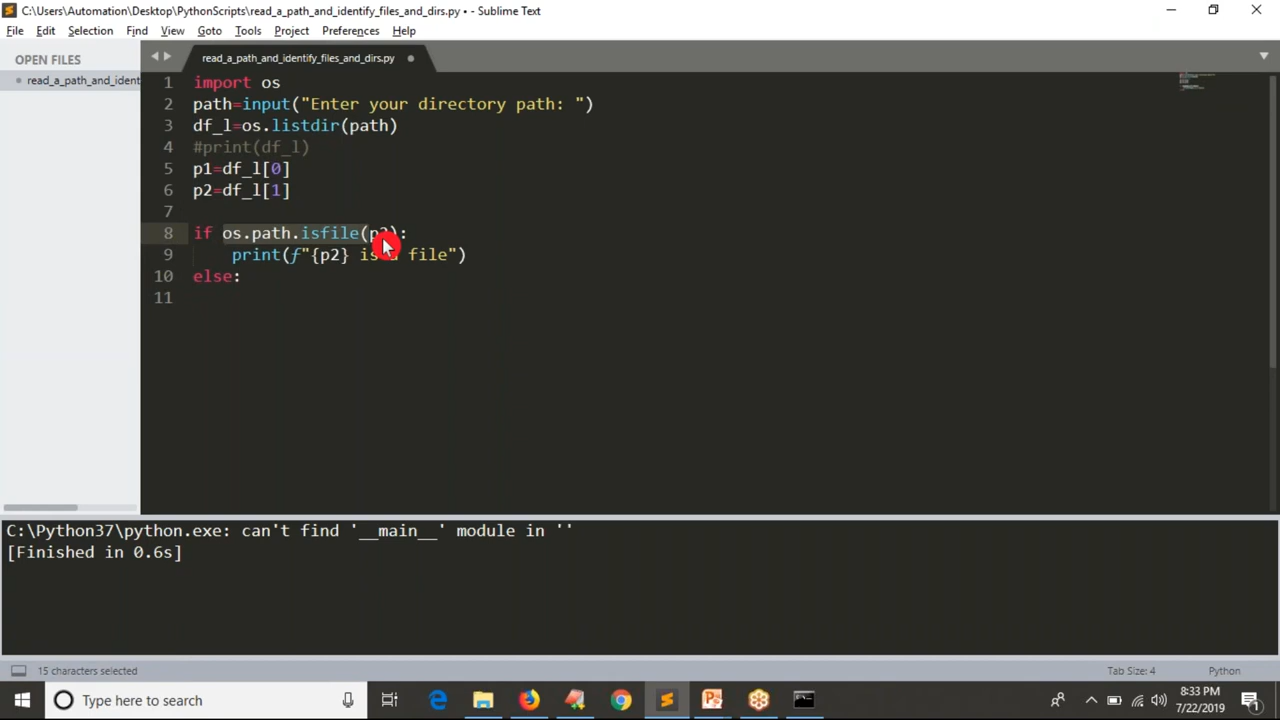 C:\Users\Automation\Desktop\PythonScripts\read_a_path_and_identify_files_and_dirs.py • - Sublime Text
File Edit Selection Find View Goto Tools Project Preferences Help
OPEN FILES
read_a_path_and_ident
read_a_path_and_identify_files_and_dirs.py
1 import os
2 path=input("Enter your directory path: ")
3 df_l=os.listdir(path)
4 #print(df_l)
5 p1=df_l[0]
6 p2=df_l[1]
7
8 if os.path.isfile(p2):
9 print(f"{p2} is a file")
10 else:
11
C:\Python37\python.exe: can't find '__main__' module in ''
[Finished in 0.6s]
15 characters selected
Tab Size: 4
Python
Type here to search
8:33 PM
7/22/2019
1